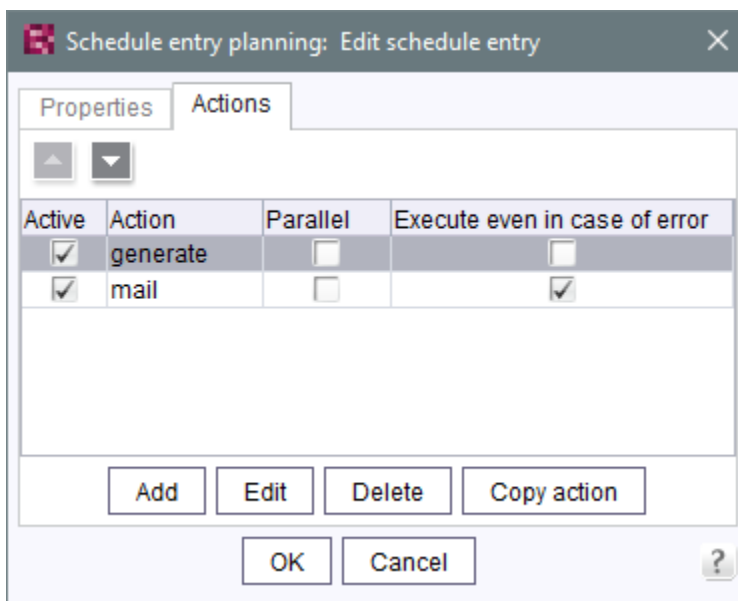 Schedule entry planning: Edit schedule entry
Properties Actions
Active Action Parallel Execute even in case of error
generate
mail
Add Edit Delete Copy action
OK Cancel ?